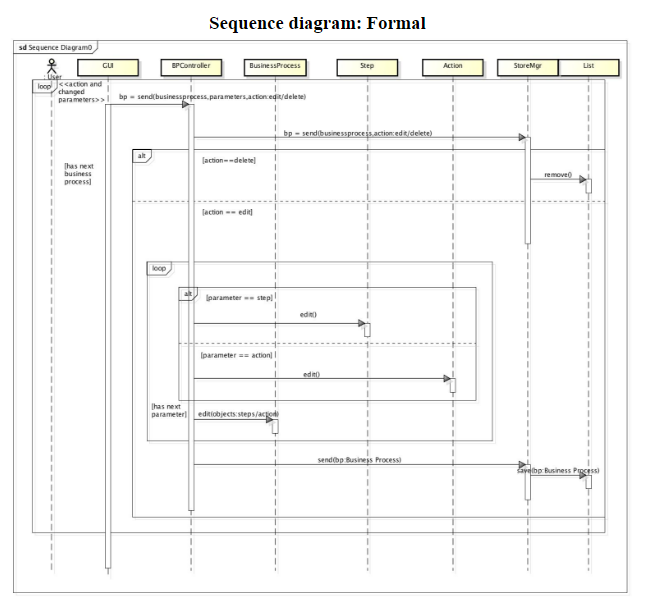 Sequence diagram: Formal
sd Sequence Diagram0
GUI
BPController
BusinessProcess
Step
Action
StoreMgr
List
: User
loop
<<action and
changed
parameters>>
bp = send(businessprocess,parameters,action:edit/delete)
bp = send(businessprocess,action:edit/delete)
alt
[action==delete]
[has next
business
process]
remove()
[action == edit]
loop
alt
[parameter == step]
edit()
[parameter == action]
edit()
[has next
parameter]
edit(objects:steps/action)
send(bp:Business Process)
save(bp:Business Process)